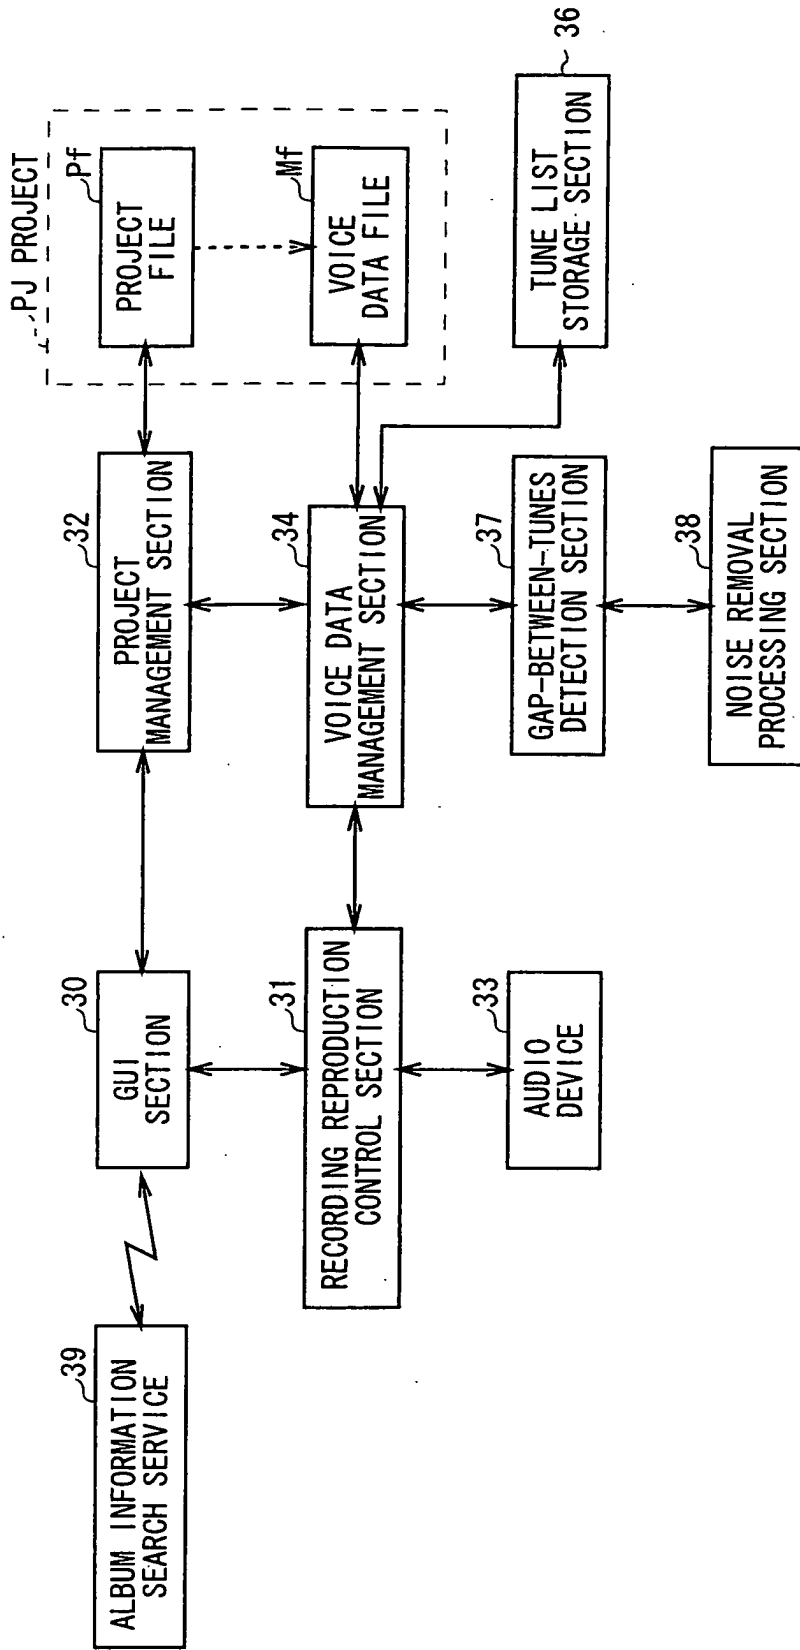 39
ALBUM INFORMATION
SEARCH SERVICE
30
GUI
SECTION
32
PROJECT
MANAGEMENT SECTION
PJ PROJECT
Pf
PROJECT
FILE
31
RECORDING REPRODUCTION
CONTROL SECTION
34
VOICE DATA
MANAGEMENT SECTION
Mf
VOICE
DATA FILE
33
AUDIO
DEVICE
37
GAP-BETWEEN-TUNES
DETECTION SECTION
36
TUNE LIST
STORAGE SECTION
38
NOISE REMOVAL
PROCESSING SECTION